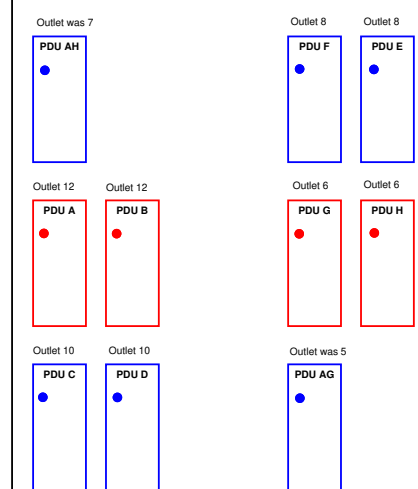 Outlet was 7
Outlet 8
Outlet 8
PDU AH
PDU F
PDU E
Outlet 12
Outlet 12
Outlet 6
Outlet 6
PDU A
PDU B
PDU G
PDU H
Outlet 10
Outlet 10
Outlet was 5
PDU C
PDU D
PDU AG